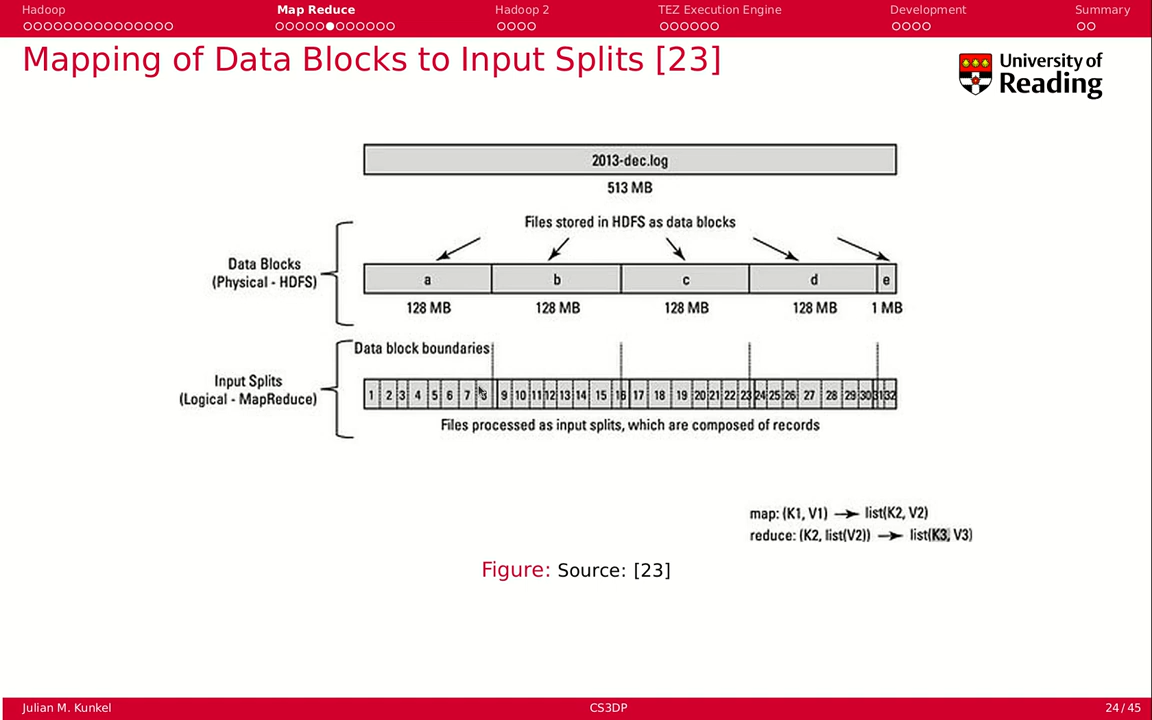 Hadoop Map Reduce Hadoop 2 TEZ Execution Engine Development Summary
Mapping of Data Blocks to Input Splits [23]
University of
Reading
2013-dec.log
513 MB
Files stored in HDFS as data blocks
Data Blocks
(Physical - HDFS)
a b c d e
128 MB 128 MB 128 MB 128 MB 1 MB
Data block boundaries
Input Splits
(Logical - MapReduce)
1 2 3 4 5 6 7 8 9 10 11 12 13 14 15 16 17 18 19 20 21 22 23 24 25 26 27 28 29 30 31 32
Files processed as input splits, which are composed of records
map: (K1, V1) → list(K2, V2)
reduce: (K2, list(V2)) → list(K3, V3)
Figure: Source: [23]
Julian M. Kunkel CS3DP 24 / 45